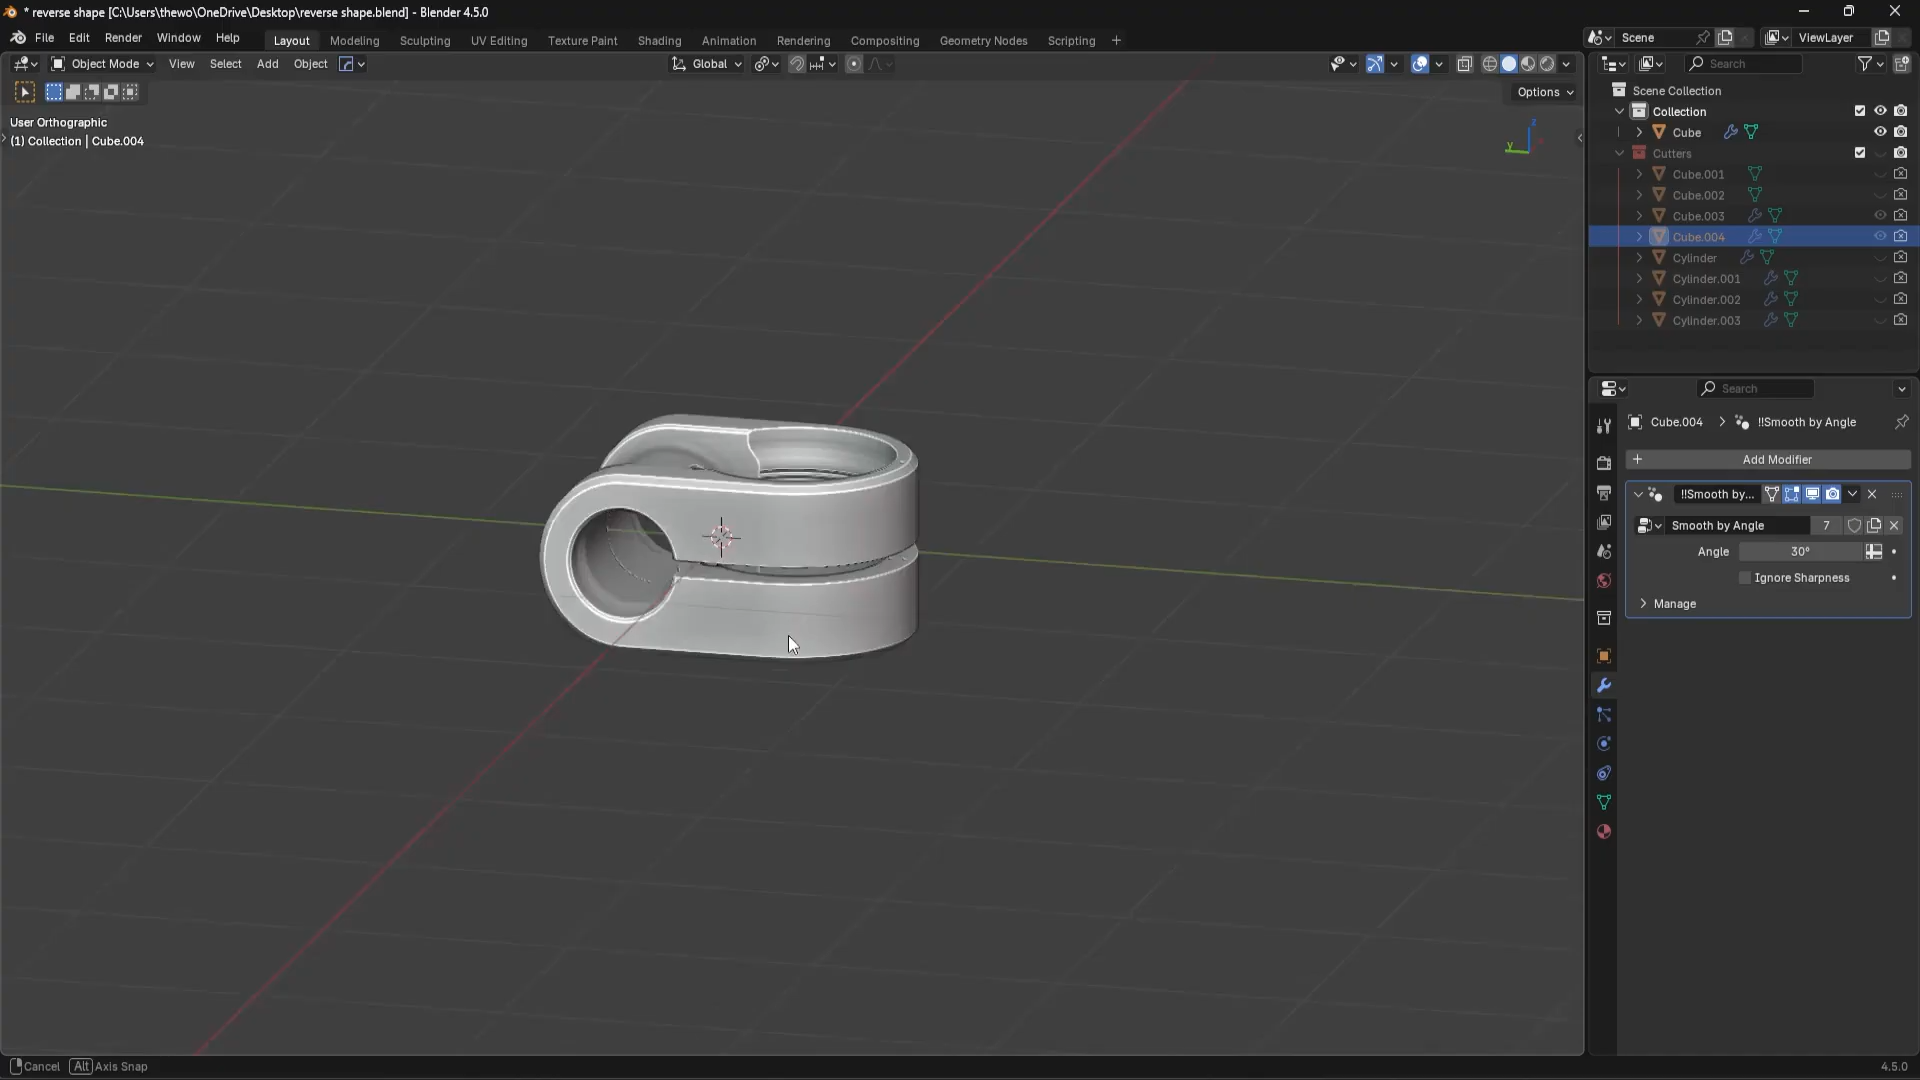 * reverse shape [C:\Users\thewo\OneDrive\Desktop\reverse shape.blend] - Blender 4.5.0
File Edit Render Window Help Layout Modeling Sculpting UV Editing Texture Paint Shading Animation Rendering Compositing Geometry Nodes Scripting + Scene ViewLayer
Object Mode View Select Add Object Global Search
Options
User Orthographic
(1) Collection | Cube.004
z
y
Scene Collection
Collection
Cube
Cutters
Cube.001
Cube.002
Cube.003
Cube.004
Cylinder
Cylinder.001
Cylinder.002
Cylinder.003
Search
Cube.004 > !!Smooth by Angle
+ Add Modifier
!!Smooth by...
Smooth by Angle 7
Angle 30°
Ignore Sharpness
Manage
Cancel Alt Axis Snap 4.5.0